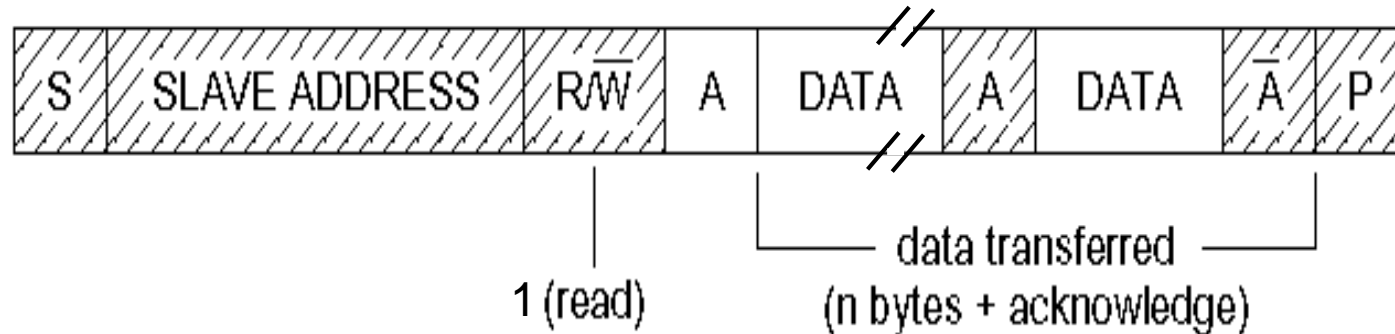 S SLAVE ADDRESS R/W̅ A DATA A DATA A̅ P
data transferred
1 (read) (n bytes + acknowledge)